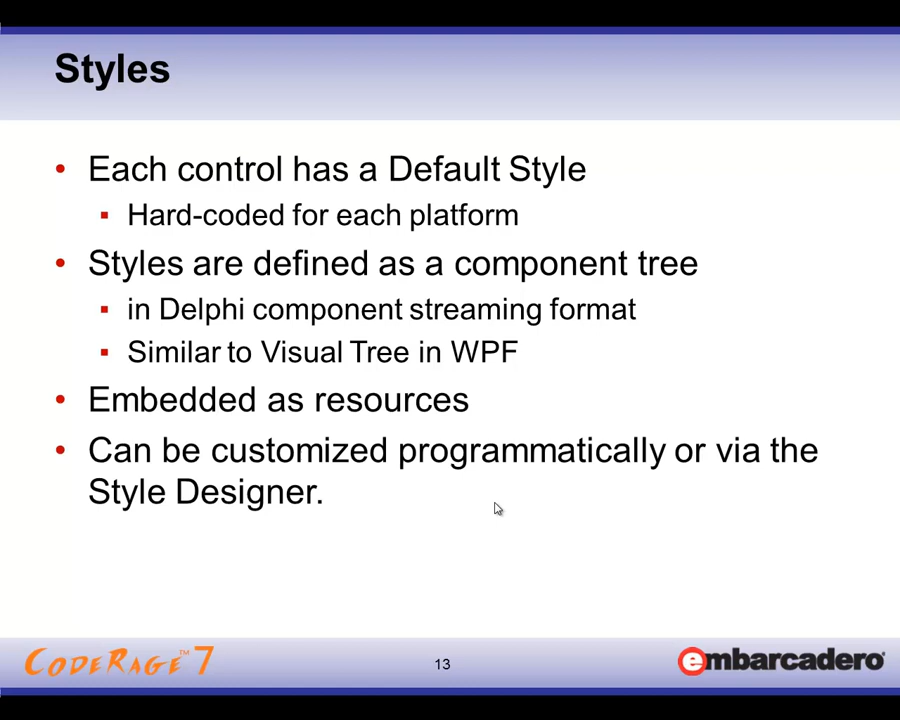 Styles
• Each control has a Default Style
▪ Hard-coded for each platform
• Styles are defined as a component tree
▪ in Delphi component streaming format
▪ Similar to Visual Tree in WPF
• Embedded as resources
• Can be customized programmatically or via the
Style Designer.
CODERAGE™ 7
13
embarcadero®